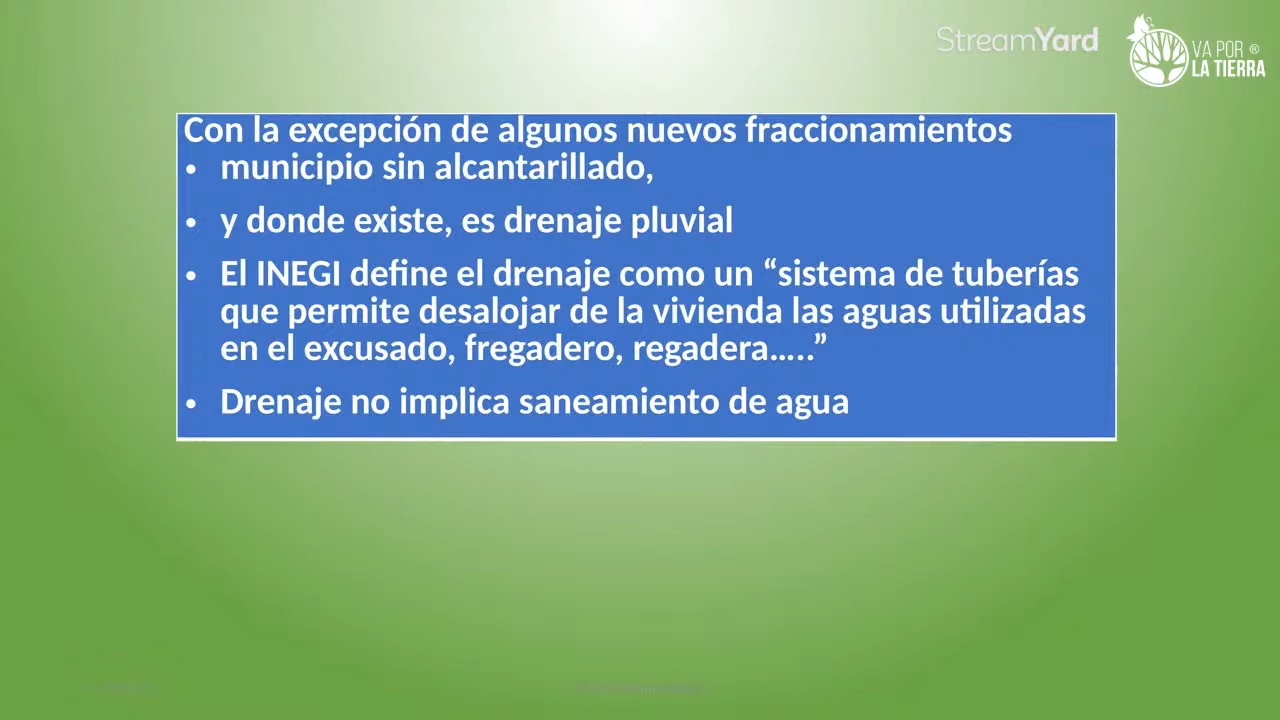 StreamYard
VA POR ®
LA TIERRA
Con la excepción de algunos nuevos fraccionamientos
• municipio sin alcantarillado,
• y donde existe, es drenaje pluvial
• El INEGI define el drenaje como un “sistema de tuberías
que permite desalojar de la vivienda las aguas utilizadas
en el excusado, fregadero, regadera…..”
• Drenaje no implica saneamiento de agua